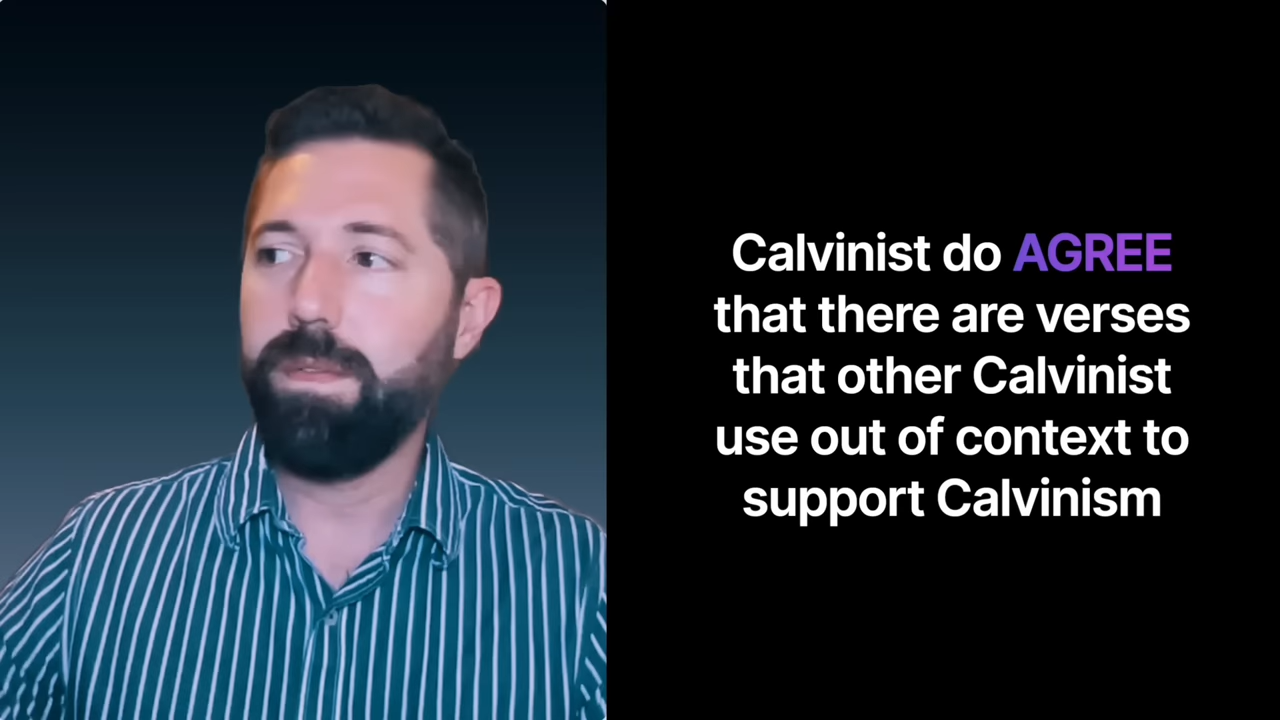 Calvinist do AGREE
that there are verses
that other Calvinist
use out of context to
support Calvinism